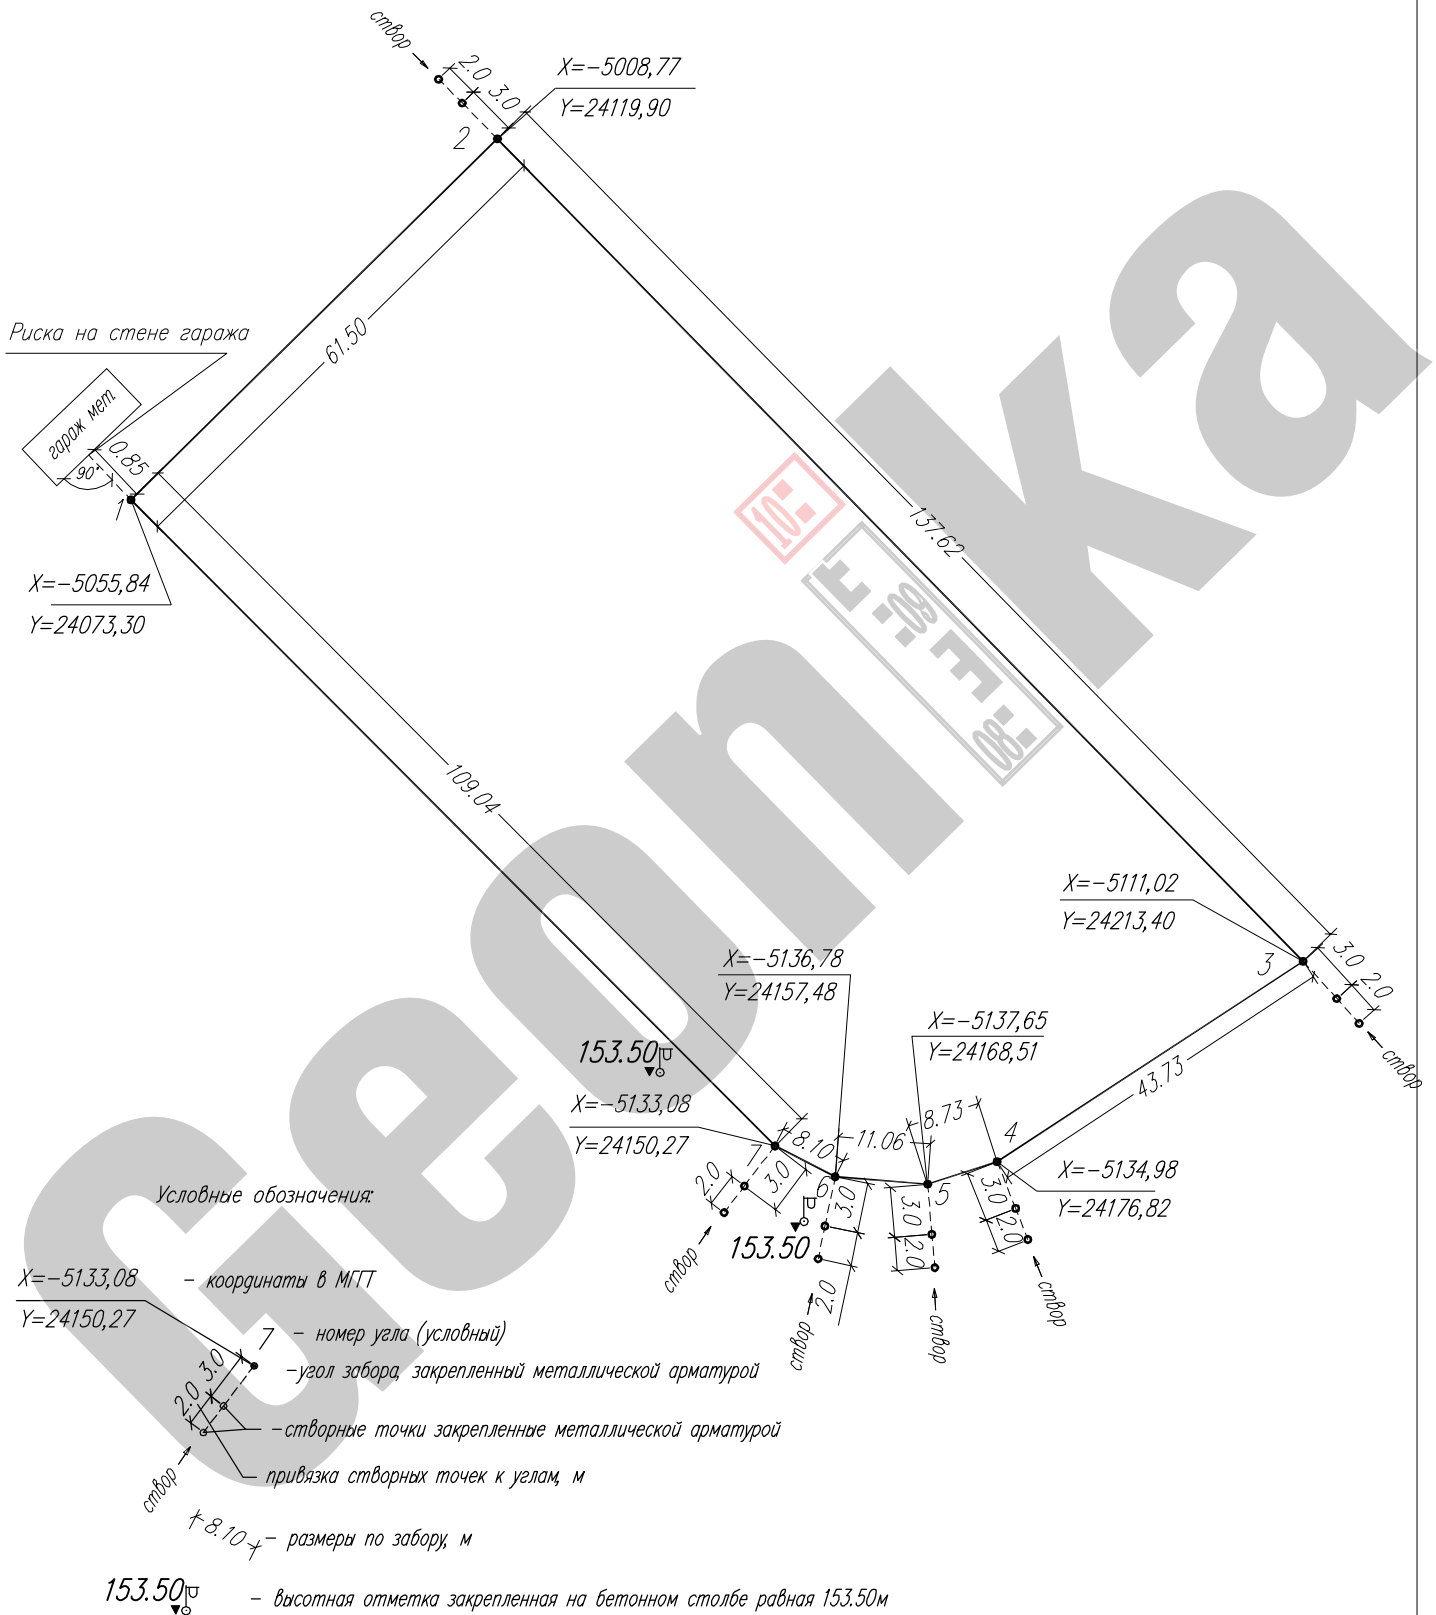 створ
2.0
3.0
X=-5008,77
Y=24119,90
2
61.50
Риска на стене гаража
гараж мет.
0.85
90°
1
X=-5055,84
Y=24073,30
137.62
109.04
X=-5111,02
Y=24213,40
3
3.0
2.0
створ
43.73
X=-5136,78
Y=24157,48
X=-5137,65
Y=24168,51
153.50
X=-5133,08
Y=24150,27
7
8.10
11.06
8.73
4
X=-5134,98
Y=24176,82
6
5
2.0
3.0
створ
153.50
3.0
2.0
створ
3.0
2.0
створ
3.0
2.0
створ
Условные обозначения:
X=-5133,08
Y=24150,27
- координаты в МГГТ
7 - номер угла (условный)
-угол забора, закрепленный металлической арматурой
3.0
2.0
створ
-створные точки закрепленные металлической арматурой
- привязка створных точек к углам, м
8.10 - размеры по забору, м
153.50 - высотная отметка закрепленная на бетонном столбе равная 153.50м
Geon ka
10